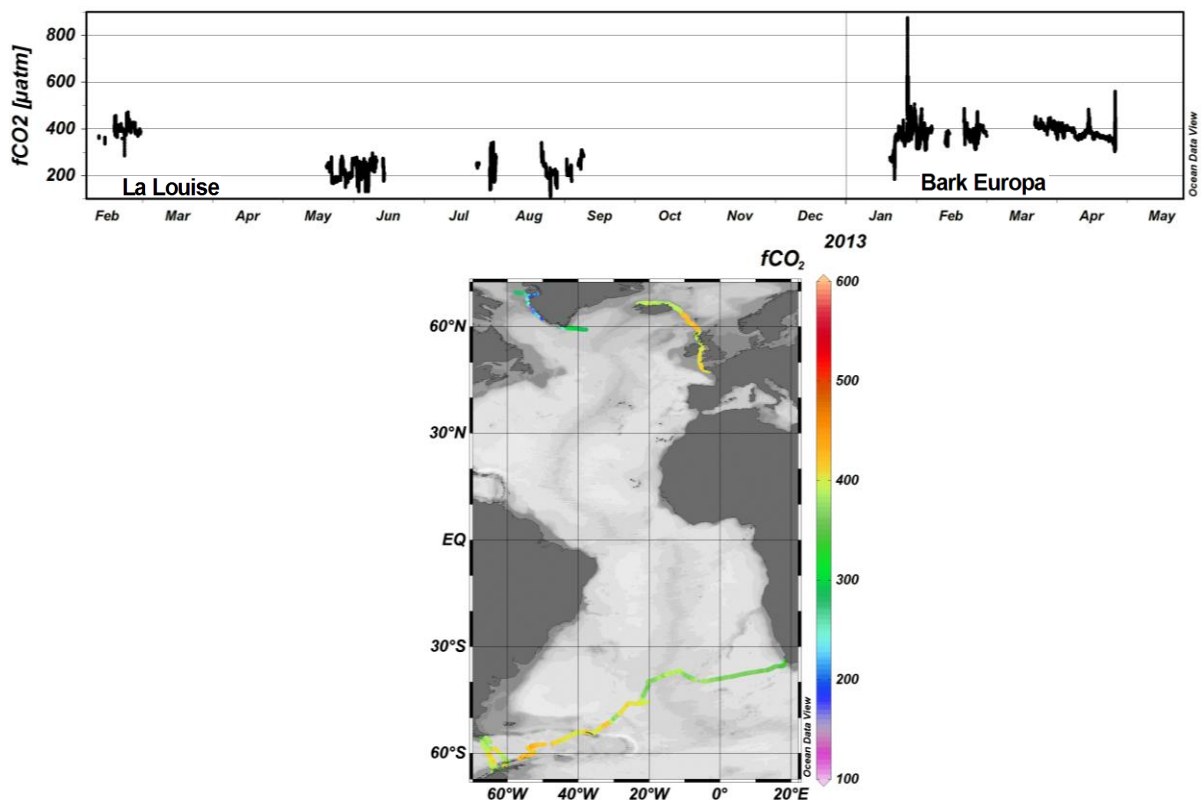 800
600
400
200
fCO2 [µatm]
La Louise
Bark Europa
Feb Mar Apr May Jun Jul Aug Sep Oct Nov Dec Jan Feb Mar Apr May
2013
Ocean Data View
fCO₂
60°N
30°N
EQ
30°S
60°S
60°W 40°W 20°W 0° 20°E
600
500
400
300
200
100
Ocean Data View